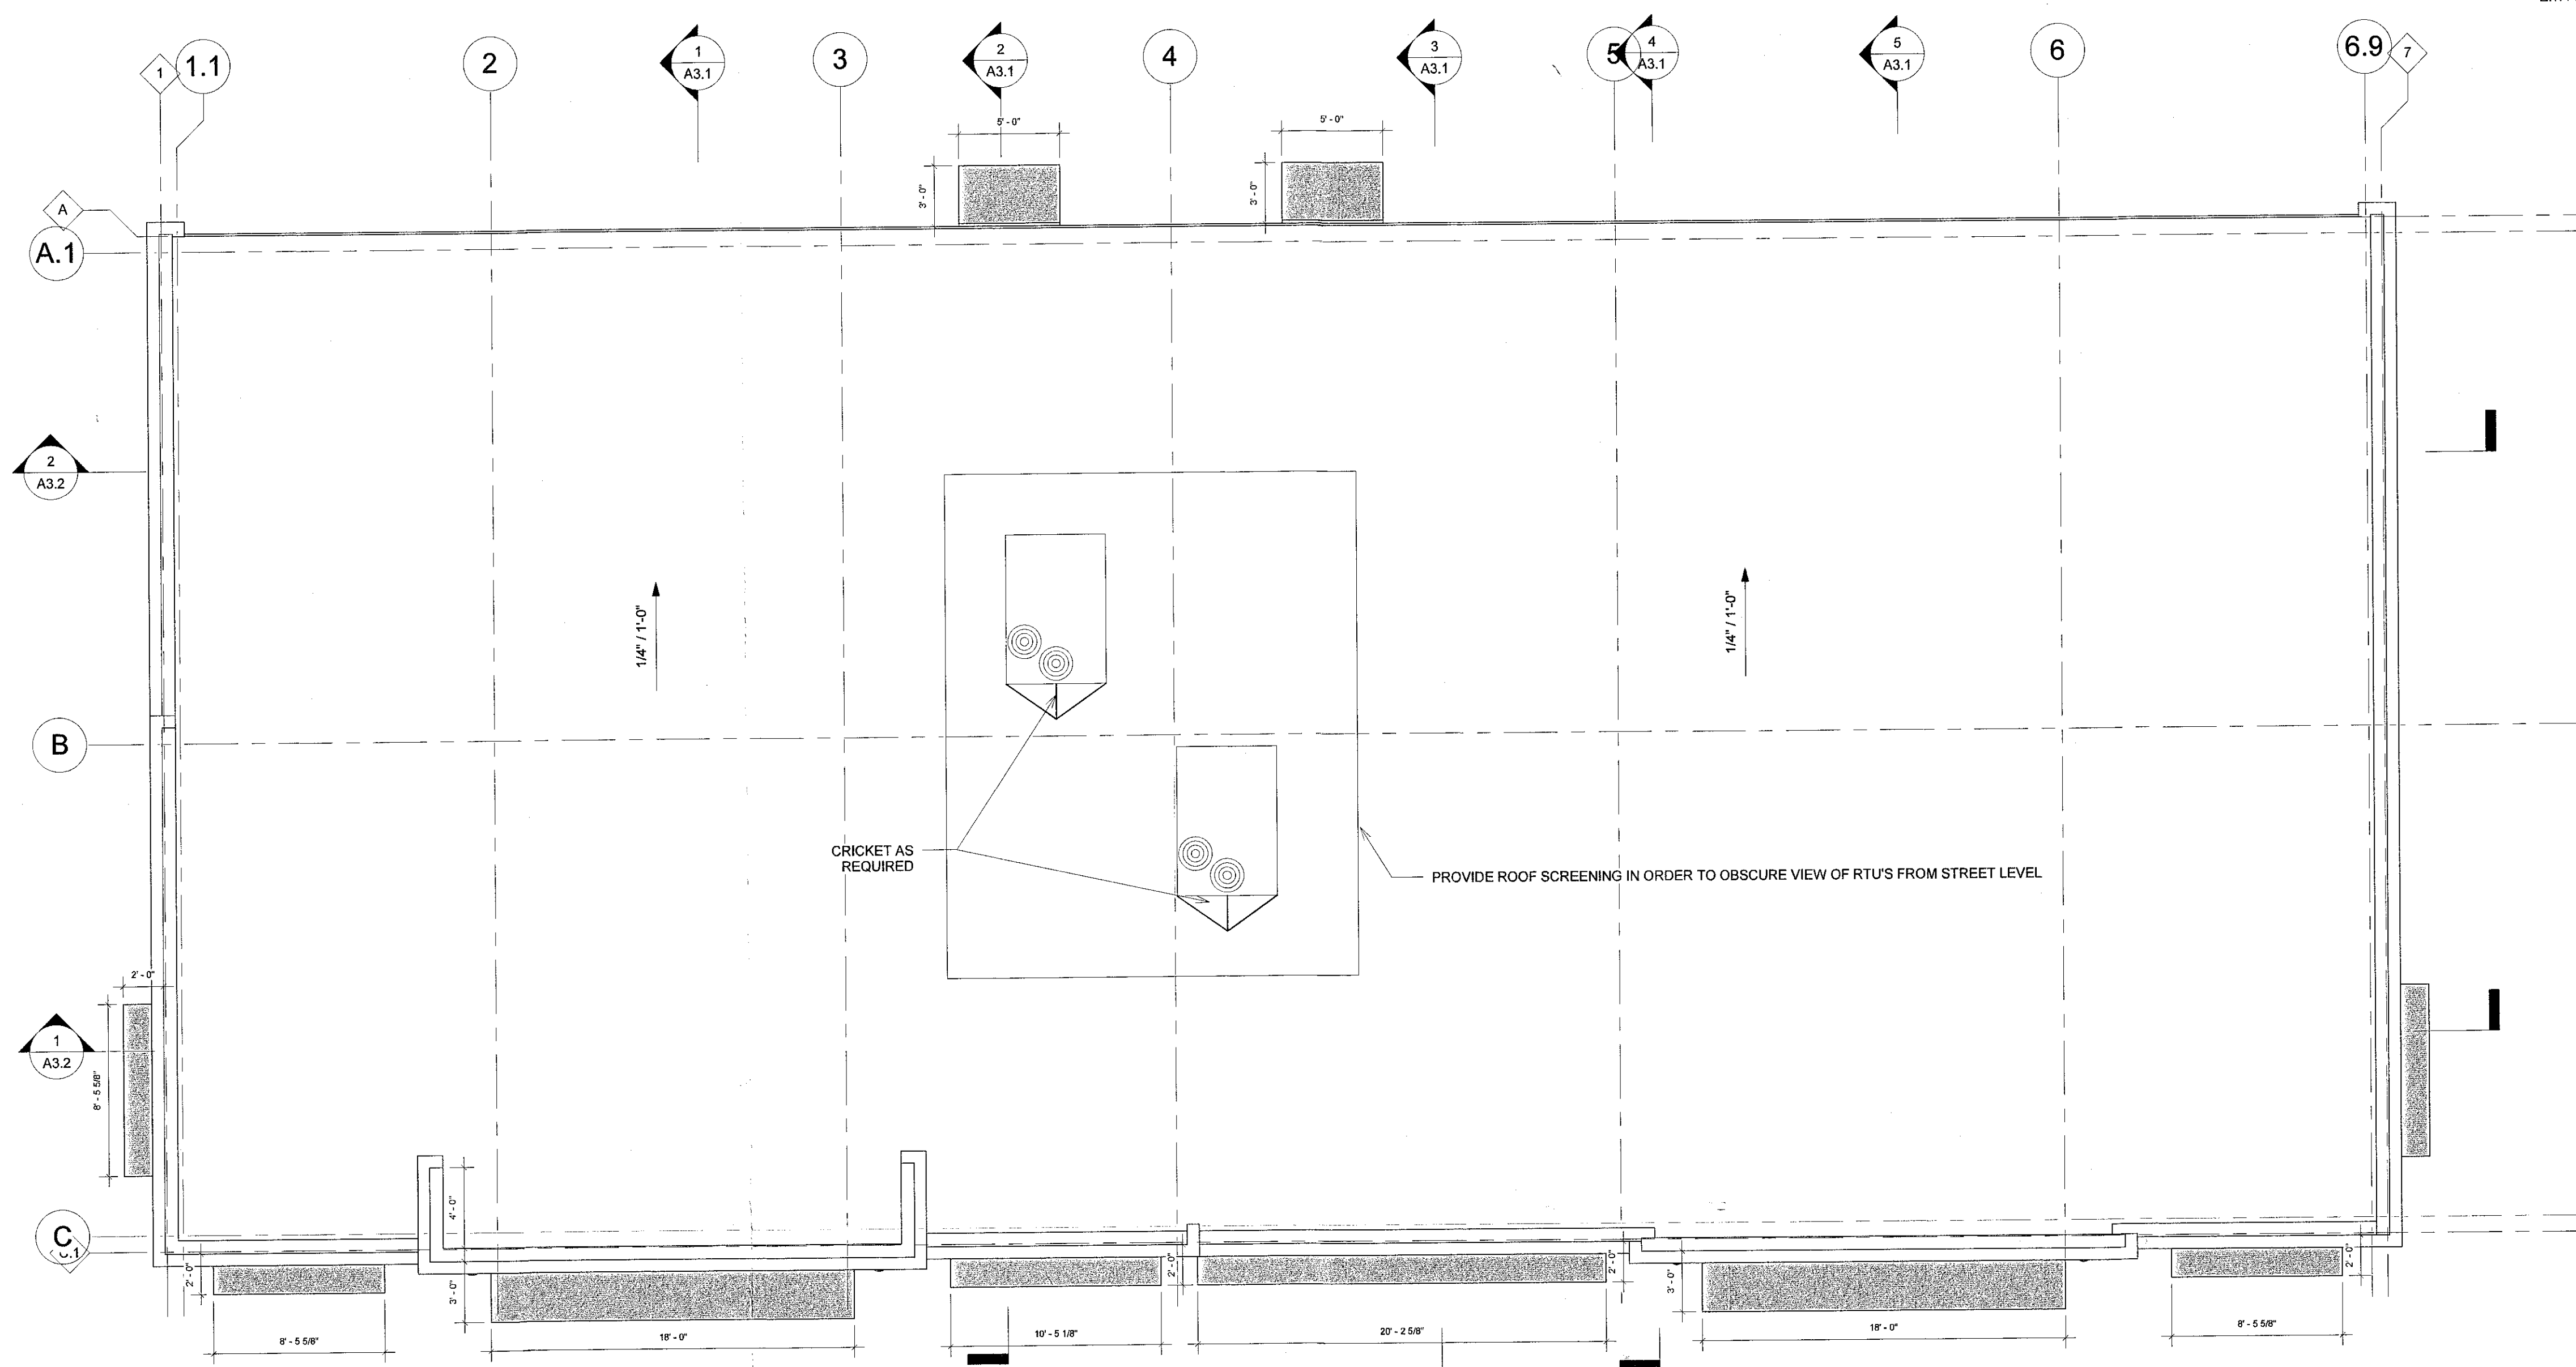 1
1.1
2
1
A3.1
3
2
A3.1
4
3
A3.1
5
4
A3.1
5
A3.1
6
6.9
7
5' - 0"
5' - 0"
3' - 0"
3' - 0"
A
A.1
2
A3.2
1/4" / 1'-0"
1/4" / 1'-0"
B
CRICKET AS
REQUIRED
PROVIDE ROOF SCREENING IN ORDER TO OBSCURE VIEW OF RTU'S FROM STREET LEVEL
2' - 0"
1
A3.2
8' - 5 5/8"
4' - 0"
C
2' - 0"
3' - 0"
2' - 0"
2' - 0"
3' - 0"
2' - 0"
8' - 5 5/8"
18' - 0"
10' - 5 1/8"
20' - 2 5/8"
18' - 0"
8' - 5 5/8"